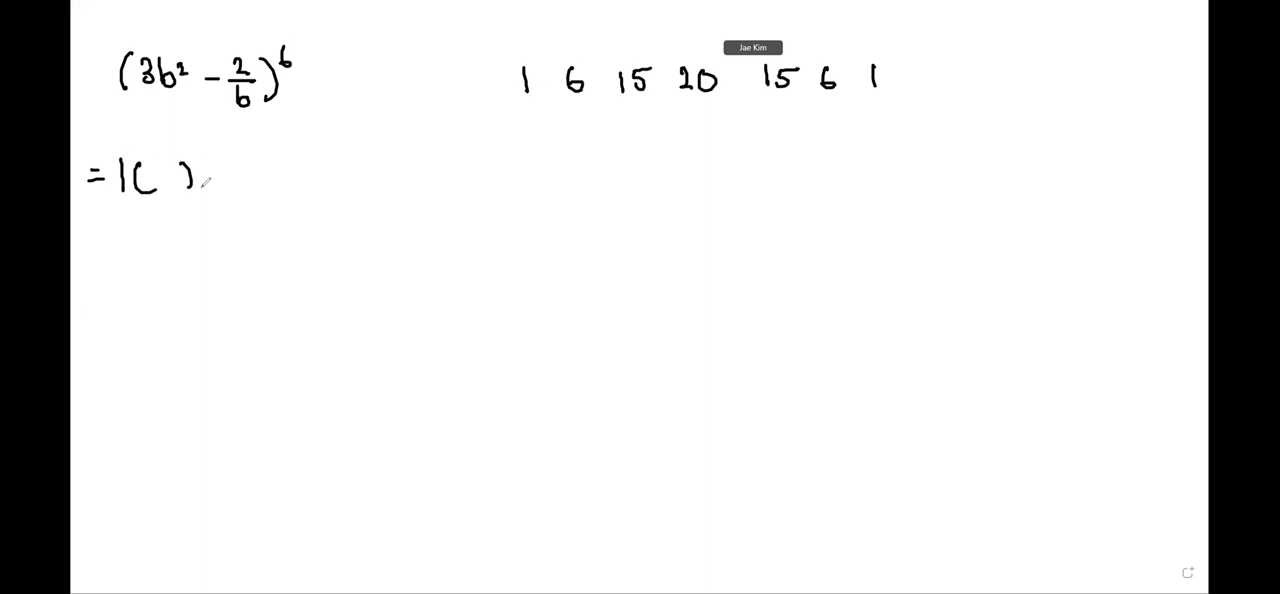 Jae Kim
(3b² - 2/b)⁶
1 6 15 20 15 6 1
= 1( )